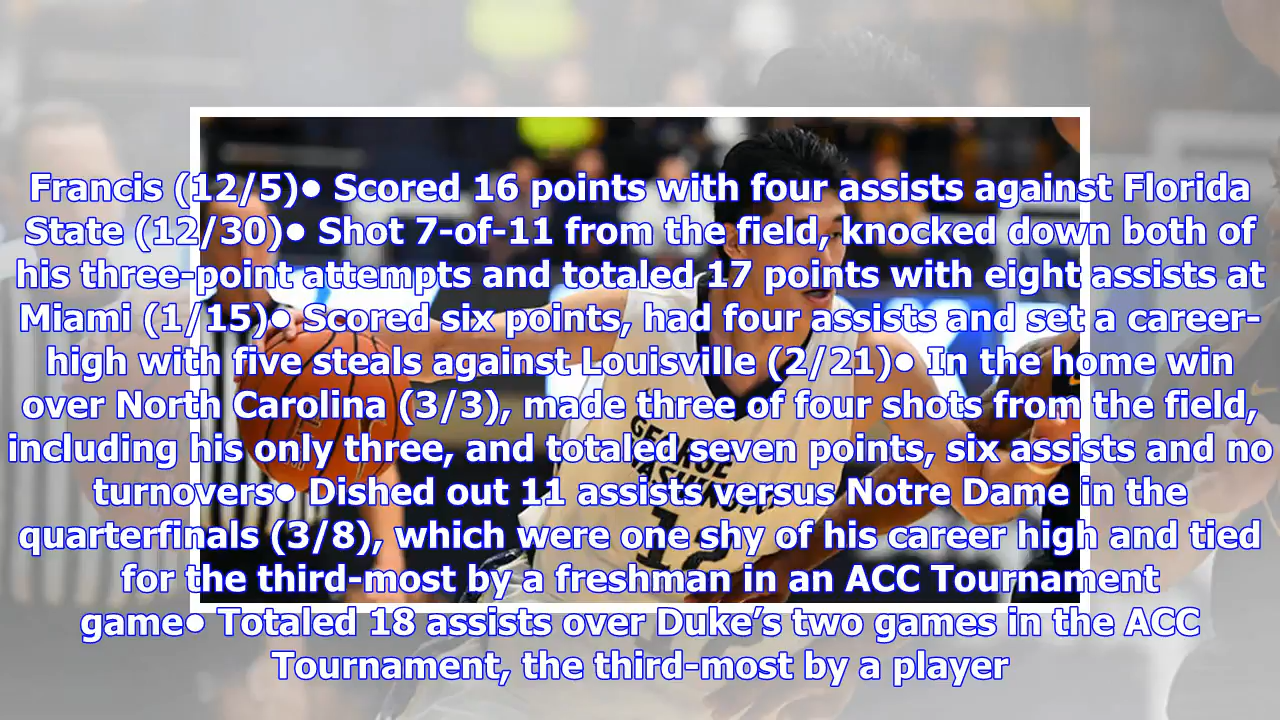 Francis (12/5)● Scored 16 points with four assists against Florida
State (12/30)● Shot 7-of-11 from the field, knocked down both of
his three-point attempts and totaled 17 points with eight assists at
Miami (1/15)● Scored six points, had four assists and set a career-
high with five steals against Louisville (2/21)● In the home win
over North Carolina (3/3), made three of four shots from the field,
including his only three, and totaled seven points, six assists and no
turnovers● Dished out 11 assists versus Notre Dame in the
quarterfinals (3/8), which were one shy of his career high and tied
for the third-most by a freshman in an ACC Tournament
game● Totaled 18 assists over Duke’s two games in the ACC
Tournament, the third-most by a player
GEORGE
WASHINGTON
12